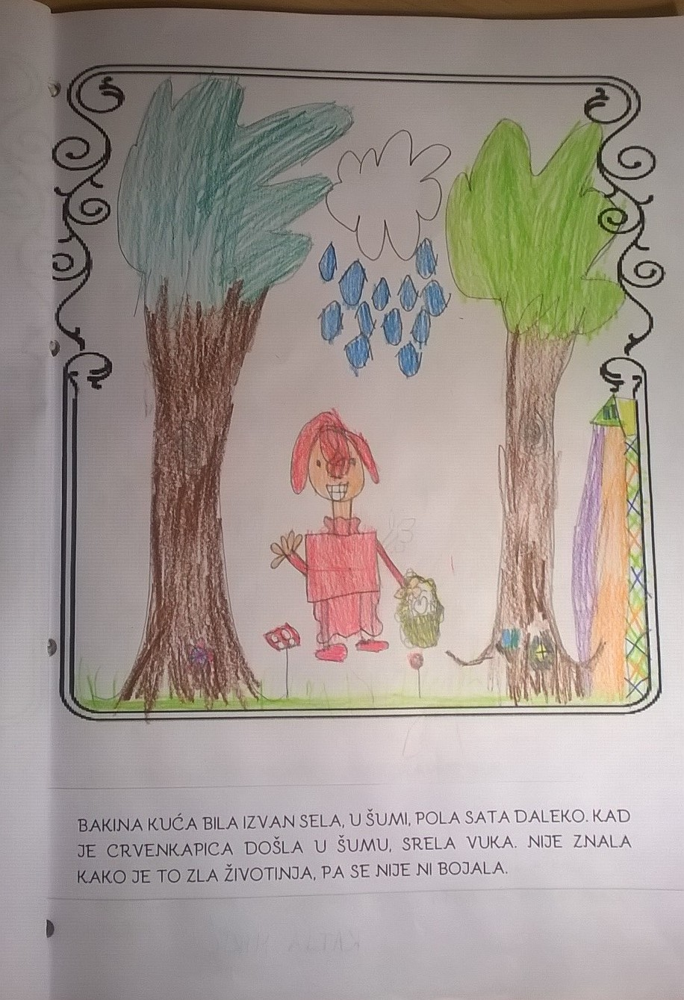 BAKINA KUĆA BILA IZVAN SELA, U ŠUMI, POLA SATA DALEKO. KAD
JE CRVENKAPICA DOŠLA U ŠUMU, SRELA VUKA. NIJE ZNALA
KAKO JE TO ZLA ŽIVOTINJA, PA SE NIJE NI BOJALA.